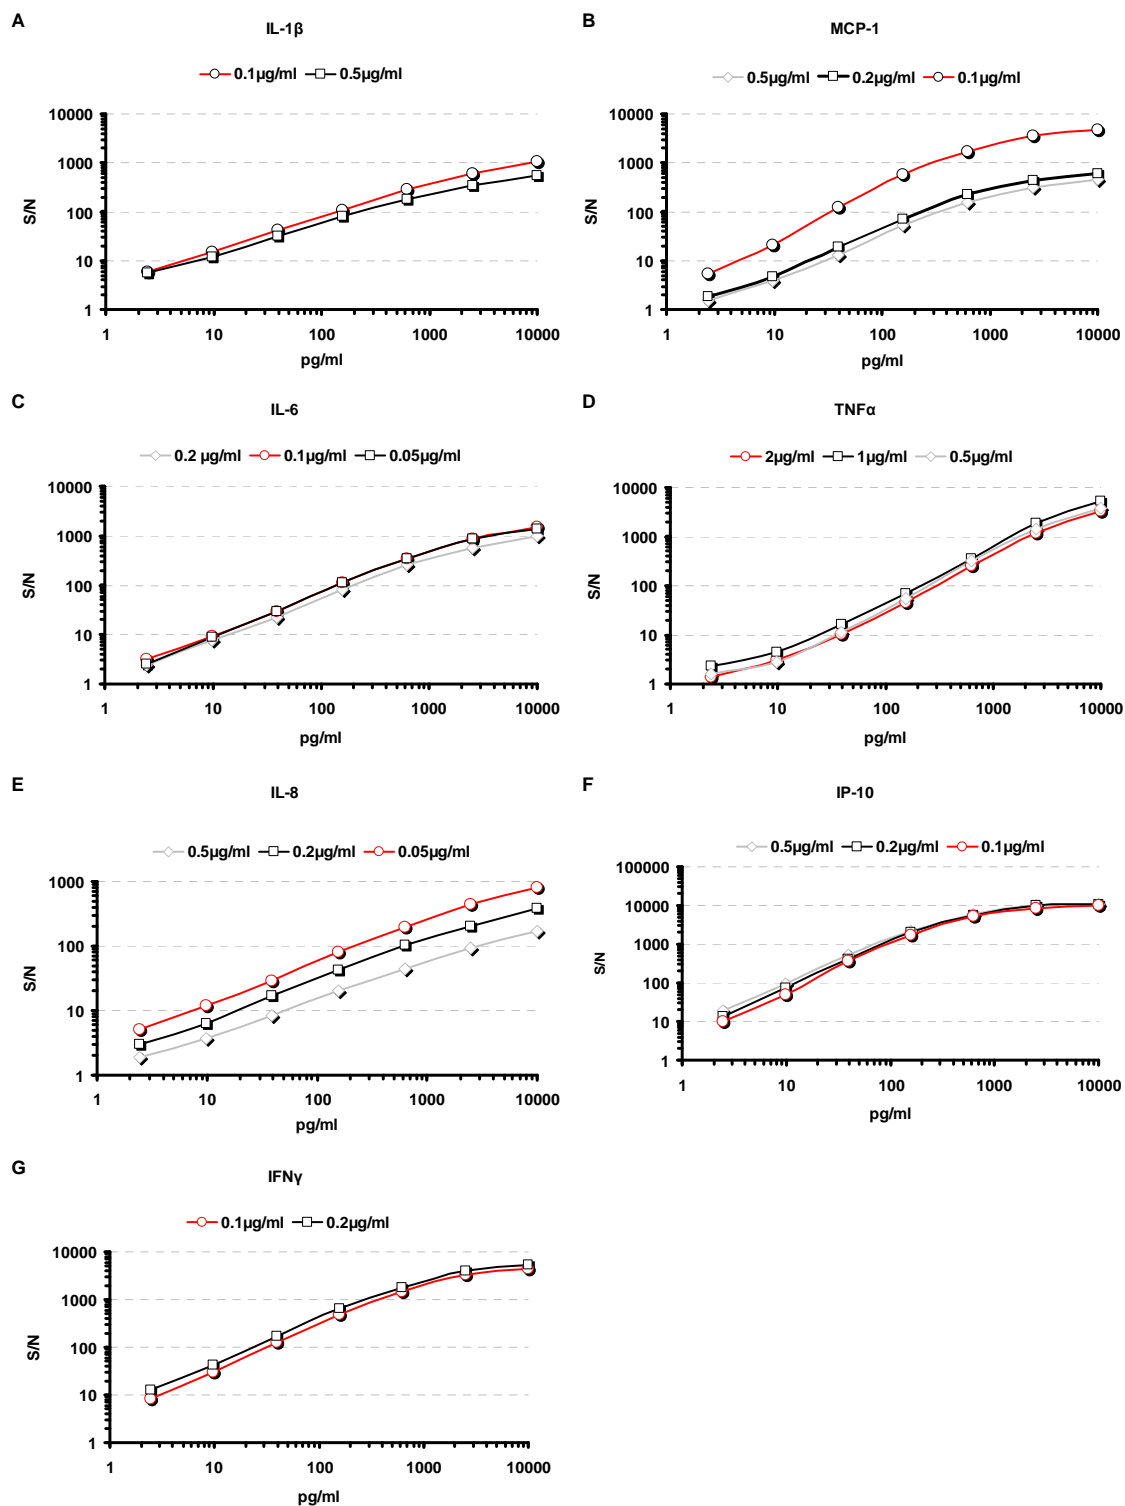 A
IL-1β
0.1µg/ml 0.5µg/ml
10000
1000
100
10
1
S/N
1 10 100 1000 10000
pg/ml
B
MCP-1
0.5µg/ml 0.2µg/ml 0.1µg/ml
10000
1000
100
10
1
S/N
1 10 100 1000 10000
pg/ml
C
IL-6
0.2 µg/ml 0.1µg/ml 0.05µg/ml
10000
1000
100
10
1
S/N
1 10 100 1000 10000
pg/ml
D
TNFα
2µg/ml 1µg/ml 0.5µg/ml
10000
1000
100
10
1
S/N
1 10 100 1000 10000
pg/ml
E
IL-8
0.5µg/ml 0.2µg/ml 0.05µg/ml
1000
100
10
1
S/N
1 10 100 1000 10000
pg/ml
F
IP-10
0.5µg/ml 0.2µg/ml 0.1µg/ml
100000
10000
1000
100
10
1
S/N
1 10 100 1000 10000
pg/ml
G
IFNγ
0.1µg/ml 0.2µg/ml
10000
1000
100
10
1
S/N
1 10 100 1000 10000
pg/ml